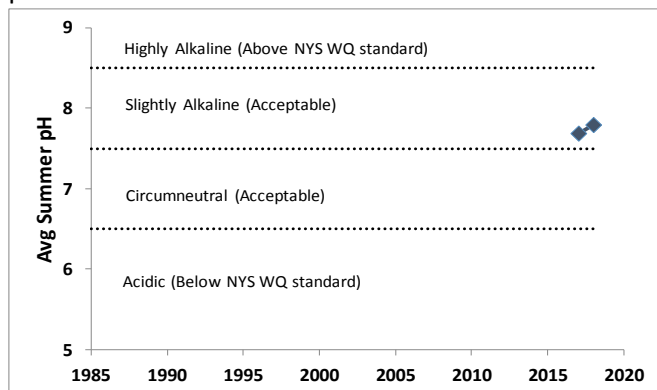 9
Highly Alkaline (Above NYS WQ standard)
8
Slightly Alkaline (Acceptable)
7
Circumneutral (Acceptable)
6
Acidic (Below NYS WQ standard)
5
Avg Summer pH
1985 1990 1995 2000 2005 2010 2015 2020